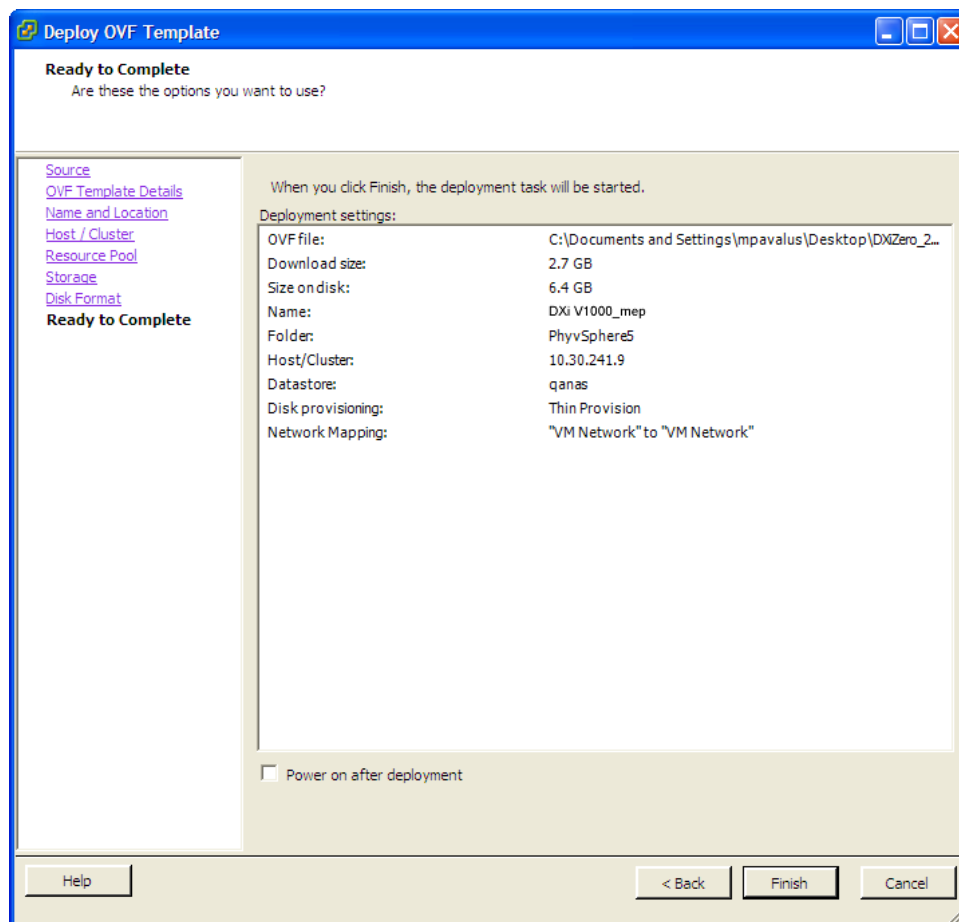 Deploy OVF Template
Ready to Complete
Are these the options you want to use?
Source
OVF Template Details
Name and Location
Host / Cluster
Resource Pool
Storage
Disk Format
Ready to Complete
When you click Finish, the deployment task will be started.
Deployment settings:
OVF file: C:\Documents and Settings\mpavalus\Desktop\DXiZero_2...
Download size: 2.7 GB
Size on disk: 6.4 GB
Name: DXi V1000_mep
Folder: PhyvSphere5
Host/Cluster: 10.30.241.9
Datastore: qanas
Disk provisioning: Thin Provision
Network Mapping: "VM Network" to "VM Network"
Power on after deployment
Help
< Back
Finish
Cancel